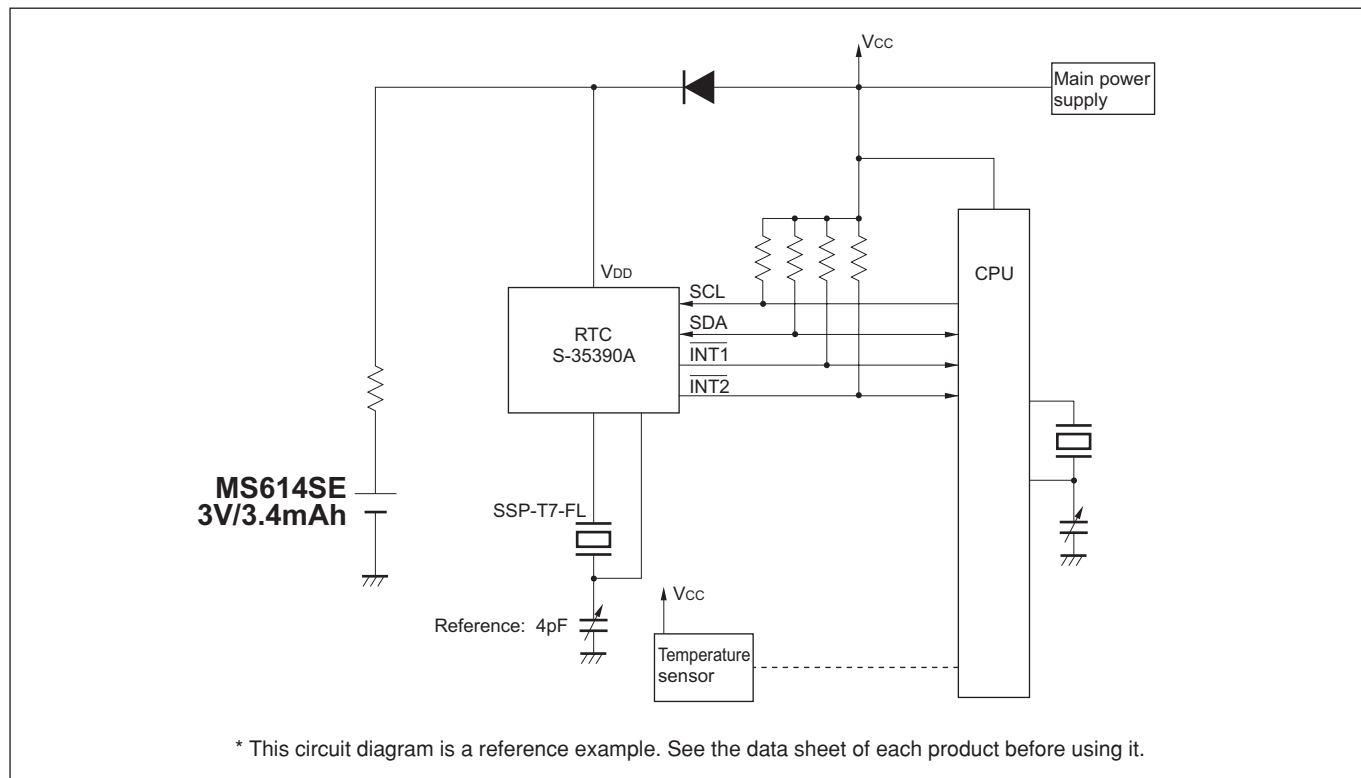 VCC
Main power
supply
VDD
CPU
SCL
SDA
INT1
INT2
RTC
S-35390A
MS614SE
3V/3.4mAh
SSP-T7-FL
VCC
Reference: 4pF
Temperature
sensor
* This circuit diagram is a reference example. See the data sheet of each product before using it.